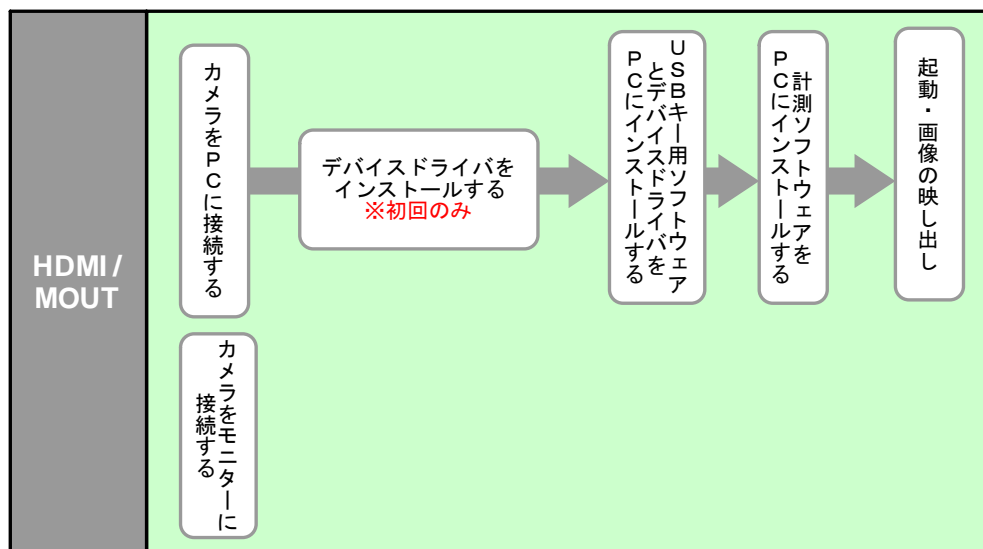 HDMI /
MOUT
カメラをPCに接続する
デバイスドライバを
インストールする
※初回のみ
USBキー用ソフトウェア
とデバイスドライバを
PCにインストールする
計測ソフトウェアを
PCにインストールする
起動・画像の映し出し
カメラをモニターに
接続する